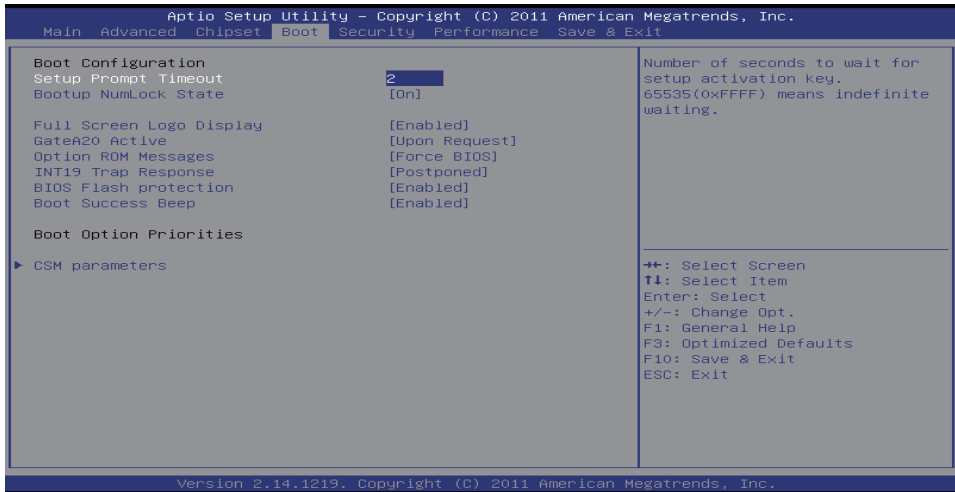 Aptio Setup Utility – Copyright (C) 2011 American Megatrends, Inc.
Main Advanced Chipset Boot Security Performance Save & Exit
Boot Configuration
Setup Prompt Timeout 2
Bootup NumLock State [On]
Full Screen Logo Display [Enabled]
GateA20 Active [Upon Request]
Option ROM Messages [Force BIOS]
INT19 Trap Response [Postponed]
BIOS Flash protection [Enabled]
Boot Success Beep [Enabled]
Boot Option Priorities
CSM parameters
Number of seconds to wait for
setup activation key.
65535(0xFFFF) means indefinite
waiting.
→←: Select Screen
↑↓: Select Item
Enter: Select
+/-: Change Opt.
F1: General Help
F3: Optimized Defaults
F10: Save & Exit
ESC: Exit
Version 2.14.1219. Copyright (C) 2011 American Megatrends, Inc.